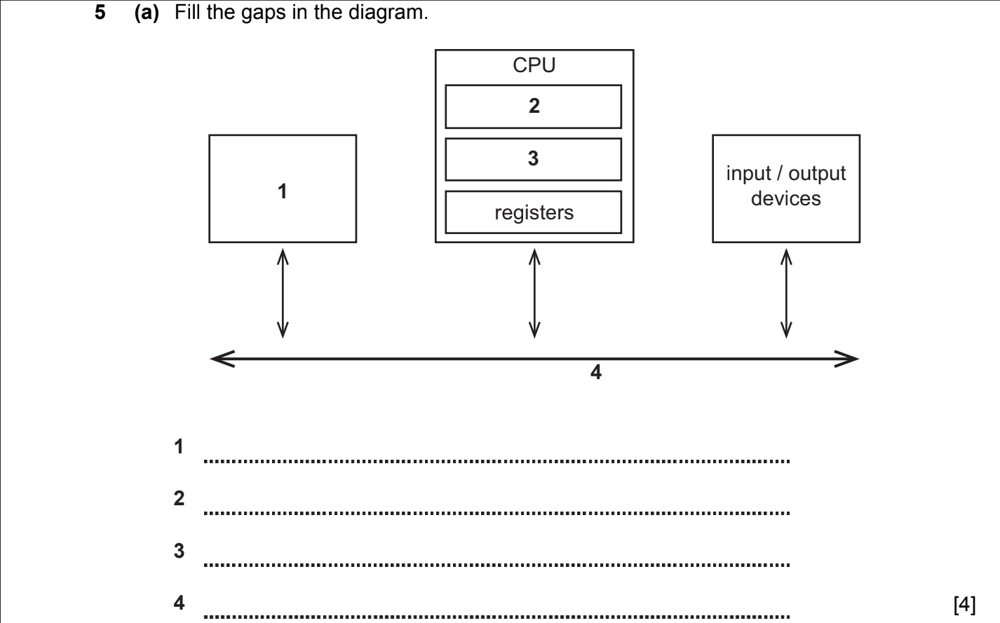 5 (a) Fill the gaps in the diagram.
CPU
2
3
registers
1
input / output
devices
4
1 ................................................................
2 ................................................................
3 ................................................................
4 ................................................................
[4]